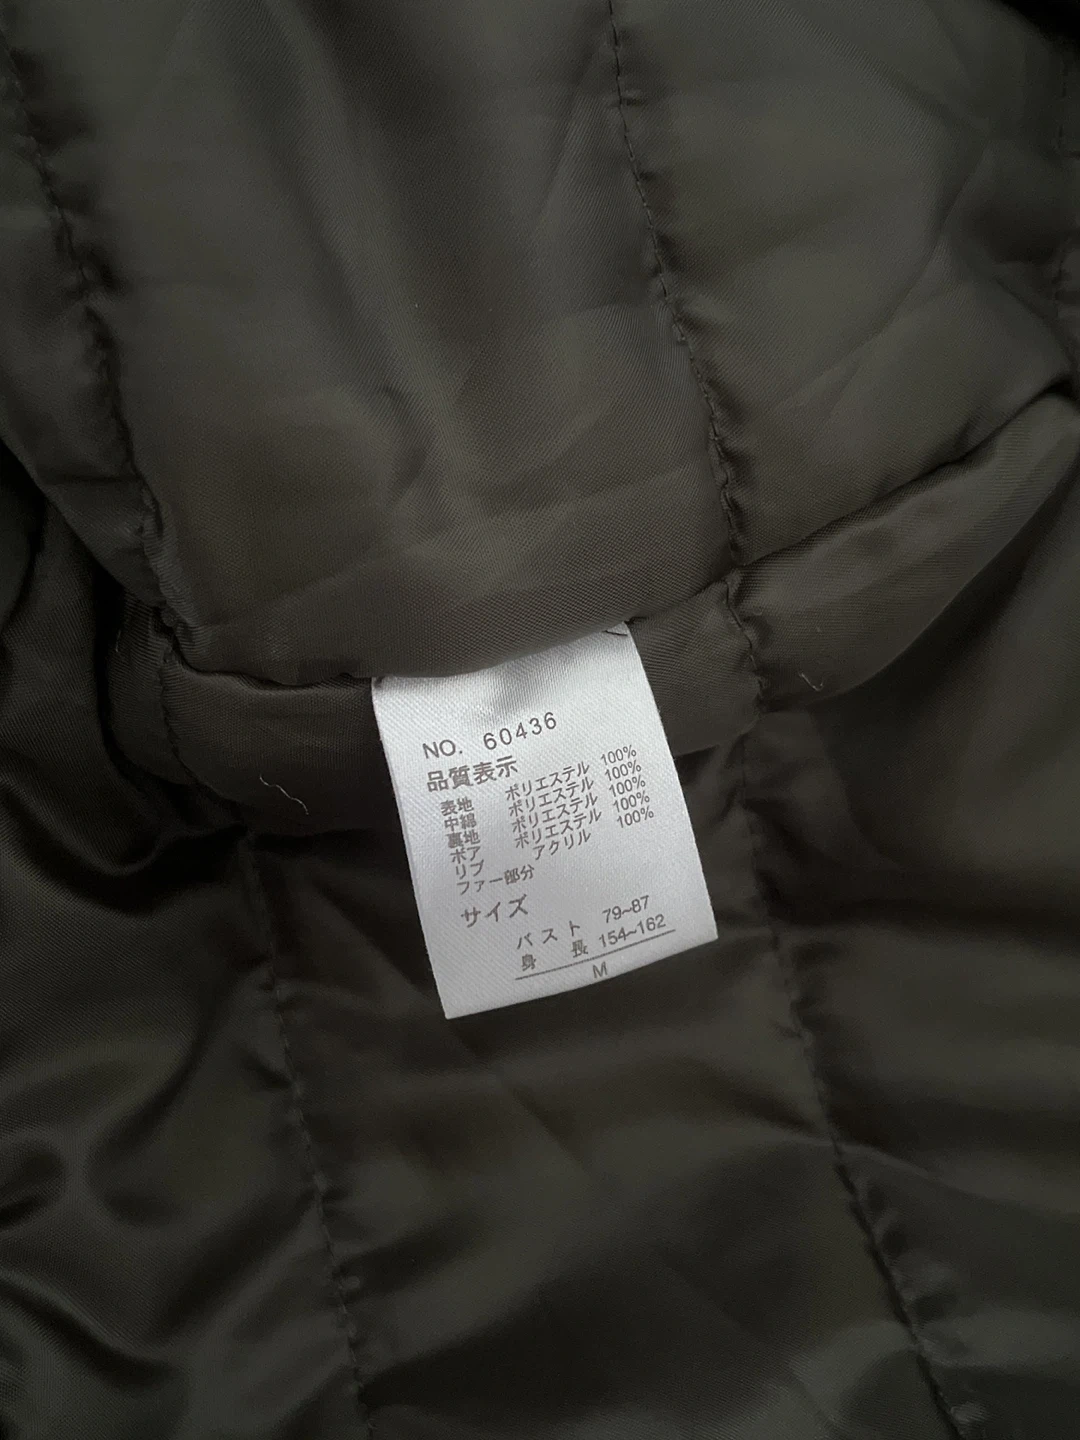 NO. 60436
品質表示
表地 ポリエステル 100%
中綿 ポリエステル 100%
裏地 ポリエステル 100%
ボア ポリエステル 100%
リブ アクリル 100%
ファー部分
サイズ
バスト 79~87
身長 154~162
M